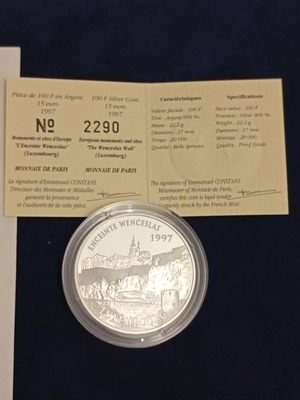 Pièce de 100 F en Argent
15 euro
1997
100 F Silver Coin
15 euro
1997
No 2290
Monuments et sites d'Europe
"L'Enceinte Wenceslas"
(Luxembourg)
European monuments and sites
"The Wenceslas Wall"
(Luxembourg)
MONNAIE DE PARIS
MONNAIE DE PARIS
La signature d'Emmanuel CONSTANS
Directeur des Monnaies et Médailles
garantit la provenance
et l'authenticité de cette pièce.
Caractéristiques
Valeur faciale : 100 F
Titre : Argent 900 ‰
Masse : 22,2 g
Diamètre : 37 mm
Tirage : 20 000
Qualité : Belle épreuve
Specifications
Face value : 100 F
Fineness : Silver 900 ‰
Weight : 22.2 g
Diameter : 37 mm
Mintage : 20 000
Quality : Proof
The signature of Emmanuel CONSTANS
Mintmaster of Monnaie de Paris,
certifies this coin is legal tender
properly struck by the French Mint.
ENCEINTE WENCESLAS
1997